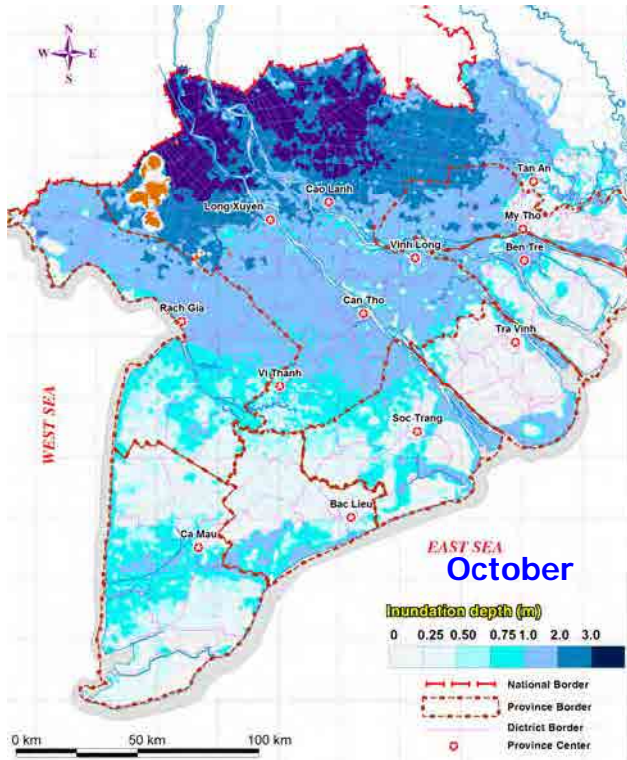 N
W E
S
Tan An
Cao Lanh
Long Xuyen
My Tho
Vinh Long
Ben Tre
Can Tho
Rach Gia
Tra Vinh
Vi Thanh
Soc Trang
WEST SEA
Bac Lieu
Ca Mau
EAST SEA
October
Inundation depth (m)
0 0.25 0.50 0.75 1.0 2.0 3.0
National Border
Province Border
Dictrict Border
Province Center
0 km 50 km 100 km